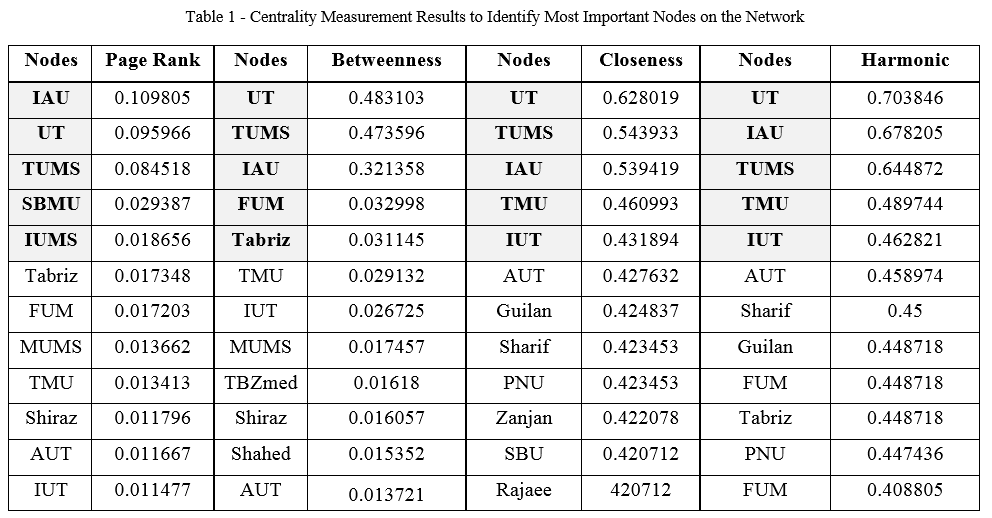 Table 1 - Centrality Measurement Results to Identify Most Important Nodes on the Network
Nodes Page Rank Nodes Betweenness Nodes Closeness Nodes Harmonic
IAU 0.109805 UT 0.483103 UT 0.628019 UT 0.703846
UT 0.095966 TUMS 0.473596 TUMS 0.543933 IAU 0.678205
TUMS 0.084518 IAU 0.321358 IAU 0.539419 TUMS 0.644872
SBMU 0.029387 FUM 0.032998 TMU 0.460993 TMU 0.489744
IUMS 0.018656 Tabriz 0.031145 IUT 0.431894 IUT 0.462821
Tabriz 0.017348 TMU 0.029132 AUT 0.427632 AUT 0.458974
FUM 0.017203 IUT 0.026725 Guilan 0.424837 Sharif 0.45
MUMS 0.013662 MUMS 0.017457 Sharif 0.423453 Guilan 0.448718
TMU 0.013413 TBZmed 0.01618 PNU 0.423453 FUM 0.448718
Shiraz 0.011796 Shiraz 0.016057 Zanjan 0.422078 Tabriz 0.448718
AUT 0.011667 Shahed 0.015352 SBU 0.420712 PNU 0.447436
IUT 0.011477 AUT 0.013721 Rajaee 420712 FUM 0.408805